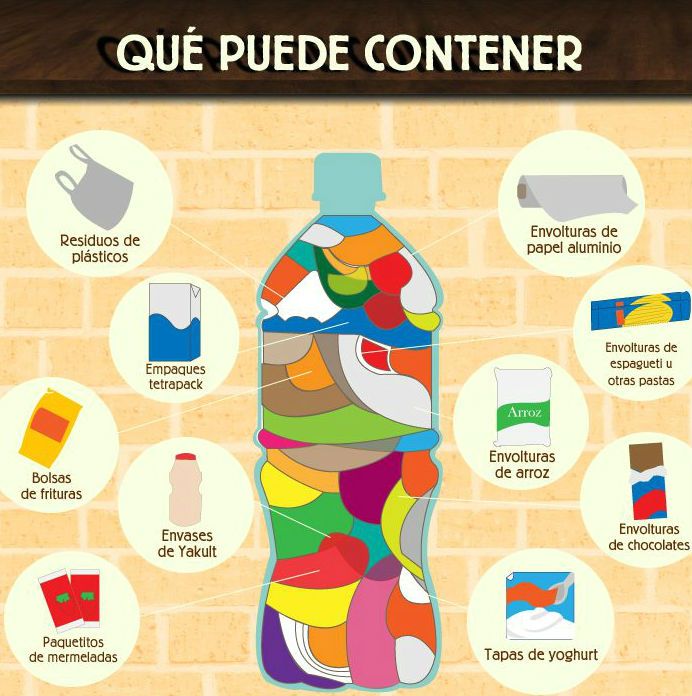 QUÉ PUEDE CONTENER
Residuos de
plásticos
Envolturas de
papel aluminio
Empaques
tetrapack
Envolturas de
espagueti u
otras pastas
Bolsas
de frituras
Arroz
Envolturas
de arroz
Envases
de Yakult
Envolturas
de chocolates
Paquetitos
de mermeladas
Tapas de yoghurt